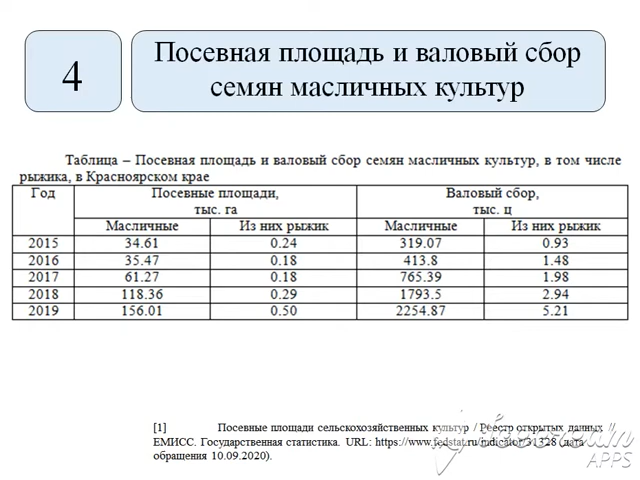 4
Посевная площадь и валовый сбор
семян масличных культур
Таблица – Посевная площадь и валовый сбор семян масличных культур, в том числе
рыжика, в Красноярском крае
Год Посевные площади, тыс. га Валовый сбор, тыс. ц
Масличные Из них рыжик Масличные Из них рыжик
2015 34.61 0.24 319.07 0.93
2016 35.47 0.18 413.8 1.48
2017 61.27 0.18 765.39 1.98
2018 118.36 0.29 1793.5 2.94
2019 156.01 0.50 2254.87 5.21
[1] Посевные площади сельскохозяйственных культур / Реестр открытых данных
ЕМИСС. Государственная статистика. URL: https://www.fedstat.ru/indicator/31328 (дата
обращения 10.09.2020).
APPS